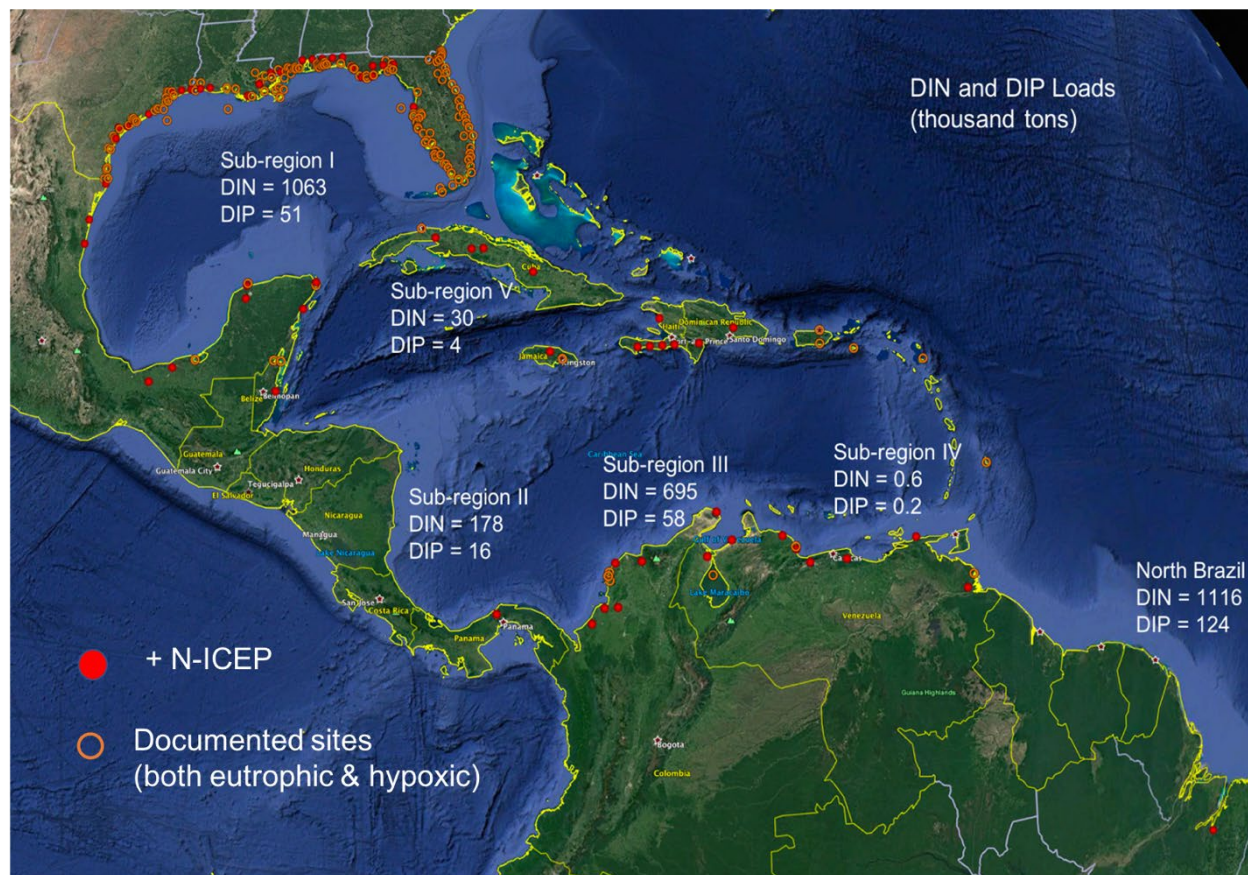 DIN and DIP Loads
(thousand tons)
Sub-region I
DIN = 1063
DIP = 51
Sub-region V
DIN = 30
DIP = 4
Cuba
Haiti
Dominican Republic
Prince
Santo Domingo
Jamaica
Kingston
Belize
Belmopan
Guatemala
Guatemala City
Honduras
Tegucigalpa
El Salvador
Nicaragua
Managua
Lake Nicaragua
Caribbean Sea
Sub-region II
DIN = 178
DIP = 16
Sub-region III
DIN = 695
DIP = 58
Sub-region IV
DIN = 0.6
DIP = 0.2
Lake Maracaibo
Venezuela
North Brazil
DIN = 1116
DIP = 124
San Jose
Costa Rica
Panama
Panama
Guiana Highlands
Bogota
Colombia
+ N-ICEP
Documented sites
(both eutrophic & hypoxic)